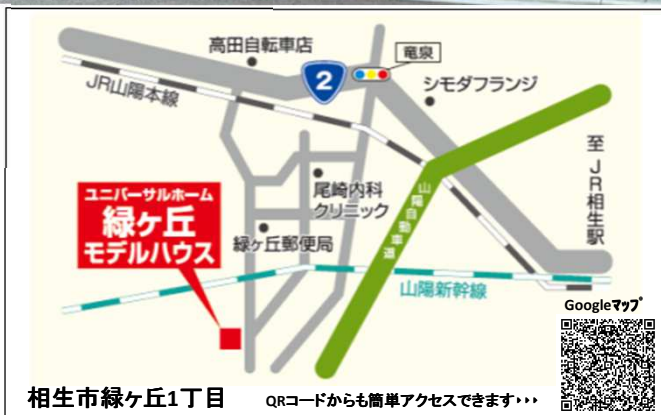 高田自転車店
2
竜泉
シモダフランジ
JR山陽本線
至 JR相生駅
ユニバーサルホーム
緑ヶ丘
モデルハウス
尾崎内科
クリニック
山陽自動車道
緑ヶ丘郵便局
山陽新幹線
Googleマップ
相生市緑ヶ丘1丁目
QRコードからも簡単アクセスできます･･･